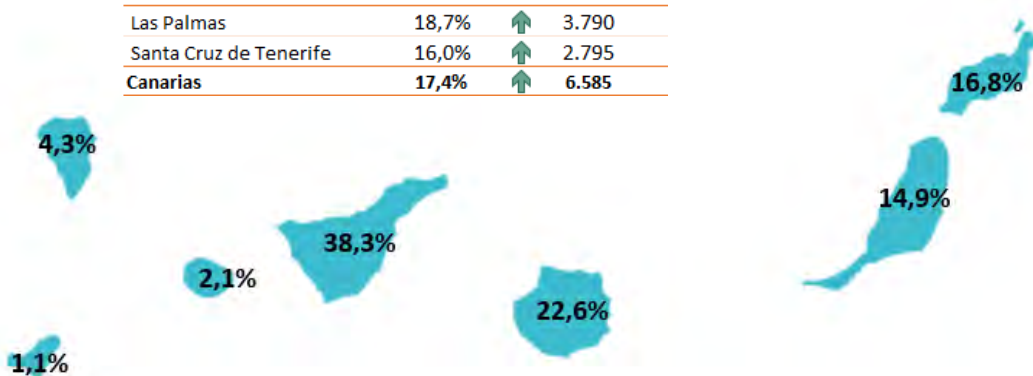 Las Palmas 18,7% 3.790
Santa Cruz de Tenerife 16,0% 2.795
Canarias 17,4% 6.585
16,8%
4,3%
14,9%
38,3%
2,1%
22,6%
1,1%